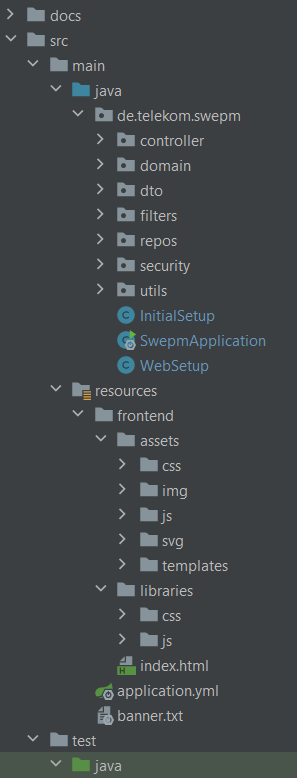 docs
src
main
java
de.telekom.swepm
controller
domain
dto
filters
repos
security
utils
InitialSetup
SwepmApplication
WebSetup
resources
frontend
assets
css
img
js
svg
templates
libraries
css
js
index.html
application.yml
banner.txt
test
java